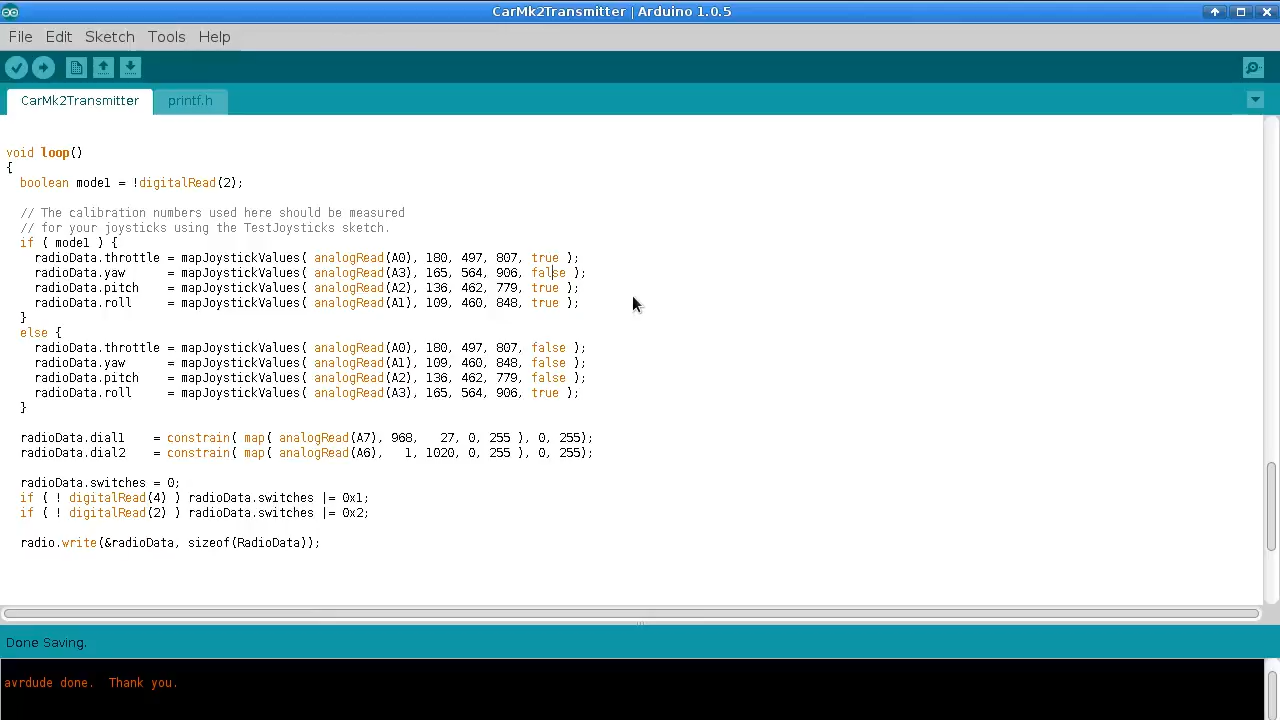 CarMk2Transmitter | Arduino 1.0.5
File Edit Sketch Tools Help
CarMk2Transmitter printf.h
void loop()
{
  boolean mode1 = !digitalRead(2);

  // The calibration numbers used here should be measured
  // for your joysticks using the TestJoysticks sketch.
  if ( mode1 ) {
    radioData.throttle = mapJoystickValues( analogRead(A0), 180, 497, 807, true );
    radioData.yaw      = mapJoystickValues( analogRead(A3), 165, 564, 906, false );
    radioData.pitch    = mapJoystickValues( analogRead(A2), 136, 462, 779, true );
    radioData.roll     = mapJoystickValues( analogRead(A1), 109, 460, 848, true );
  }
  else {
    radioData.throttle = mapJoystickValues( analogRead(A0), 180, 497, 807, false );
    radioData.yaw      = mapJoystickValues( analogRead(A1), 109, 460, 848, false );
    radioData.pitch    = mapJoystickValues( analogRead(A2), 136, 462, 779, false );
    radioData.roll     = mapJoystickValues( analogRead(A3), 165, 564, 906, true );
  }

  radioData.dial1    = constrain( map( analogRead(A7), 968,   27, 0, 255 ), 0, 255);
  radioData.dial2    = constrain( map( analogRead(A6),   1, 1020, 0, 255 ), 0, 255);

  radioData.switches = 0;
  if ( ! digitalRead(4) ) radioData.switches |= 0x1;
  if ( ! digitalRead(2) ) radioData.switches |= 0x2;

  radio.write(&radioData, sizeof(RadioData));
Done Saving.
avrdude done.  Thank you.